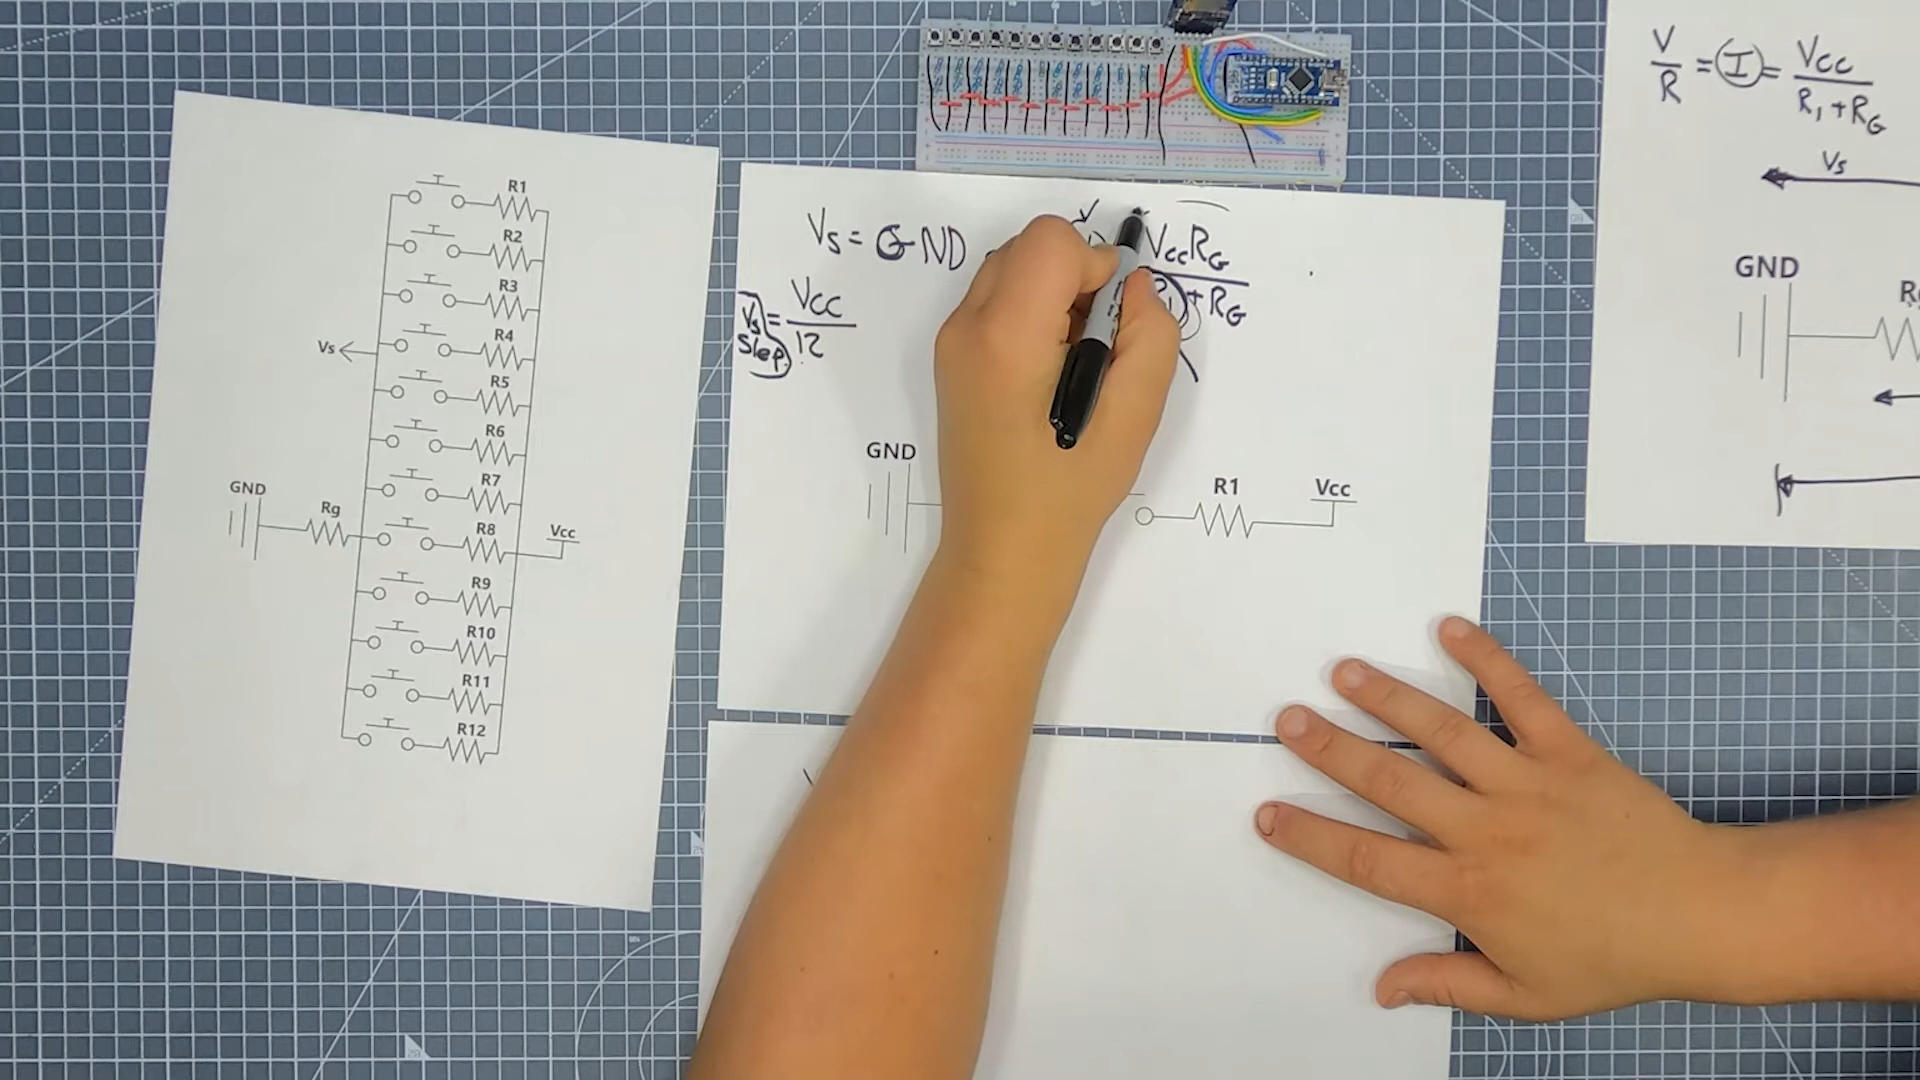 R1
R2
R3
R4
Vs
R5
R6
R7
GND
Rg
R8
Vcc
R9
R10
R11
R12
Vs = GND
VccRG
+ RG
Vs step = Vcc / 12
GND
R1
Vcc
V/R = I = Vcc / R1 + RG
Vs
GND